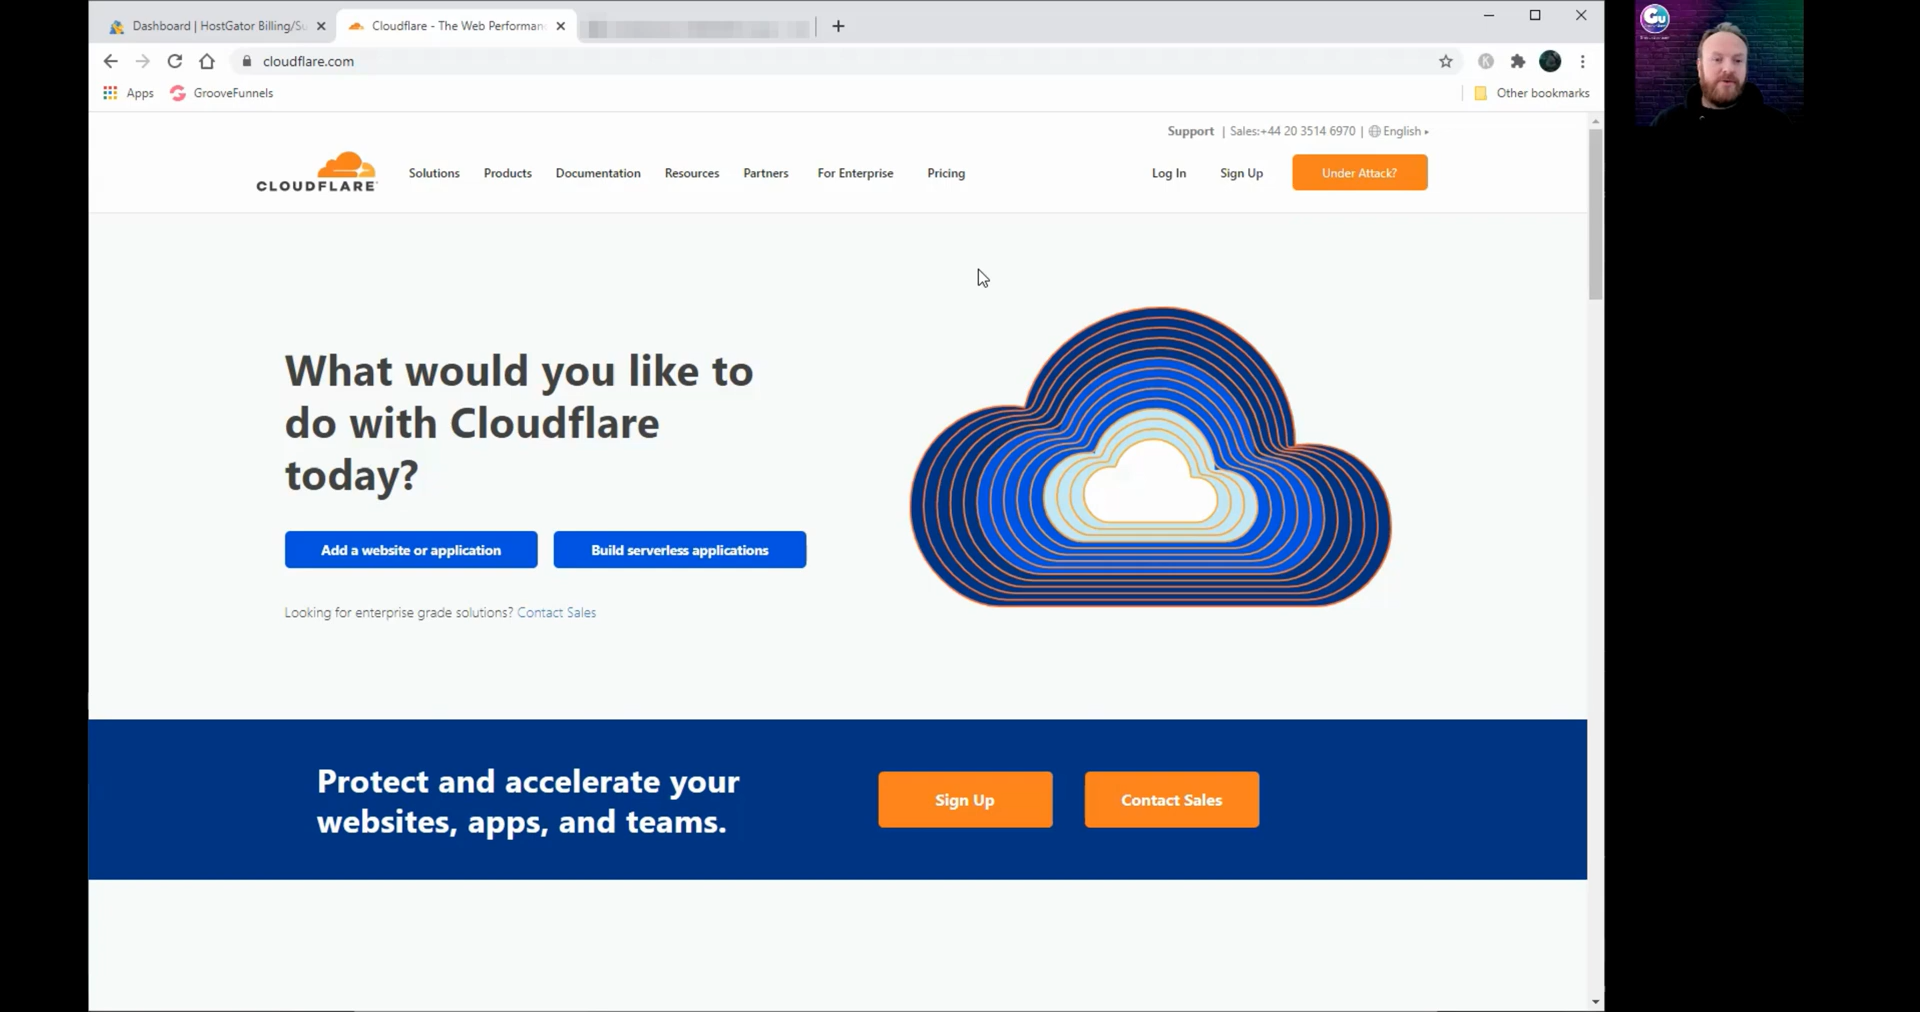 Dashboard | HostGator Billing/Su
Cloudflare - The Web Performan
cloudflare.com
Apps
GrooveFunnels
Other bookmarks
Support | Sales:+44 20 3514 6970 | English
CLOUDFLARE
Solutions
Products
Documentation
Resources
Partners
For Enterprise
Pricing
Log In
Sign Up
Under Attack?
What would you like to
do with Cloudflare
today?
Add a website or application
Build serverless applications
Looking for enterprise grade solutions? Contact Sales
Protect and accelerate your
websites, apps, and teams.
Sign Up
Contact Sales
K
Gu